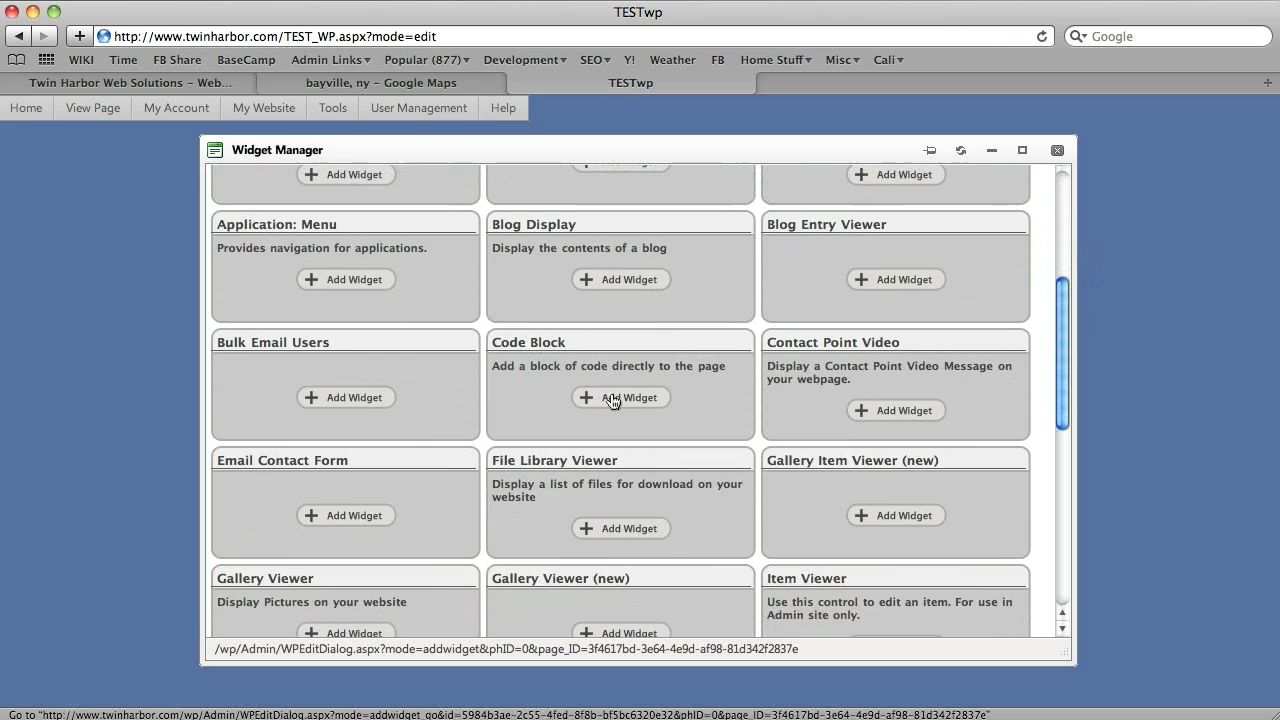 TESTwp
http://www.twinharbor.com/TEST_WP.aspx?mode=edit
Google
WIKI Time FB Share BaseCamp Admin Links Popular (877) Development SEO Y! Weather FB Home Stuff Misc Cali
Twin Harbor Web Solutions – Web... bayville, ny – Google Maps TESTwp
Home View Page My Account My Website Tools User Management Help
Widget Manager
Add Widget Add Widget
Application: Menu Blog Display Blog Entry Viewer
Provides navigation for applications. Display the contents of a blog
Add Widget Add Widget Add Widget
Bulk Email Users Code Block Contact Point Video
Add a block of code directly to the page Display a Contact Point Video Message on
your webpage.
Add Widget Add Widget Add Widget
Email Contact Form File Library Viewer Gallery Item Viewer (new)
Display a list of files for download on your
website
Add Widget Add Widget Add Widget
Gallery Viewer Gallery Viewer (new) Item Viewer
Display Pictures on your website Use this control to edit an item. For use in
Admin site only.
Add Widget Add Widget
/wp/Admin/WPEditDialog.aspx?mode=addwidget&phID=0&page_ID=3f4617bd-3e64-4e9d-af98-81d342f2837e
Go to "http://www.twinharbor.com/wp/Admin/WPEditDialog.aspx?mode=addwidget_go&id=5984b3ae-2c55-4fed-8f8b-bf5bc6320e32&phID=0&page_ID=3f4617bd-3e64-4e9d-af98-81d342f2837e"